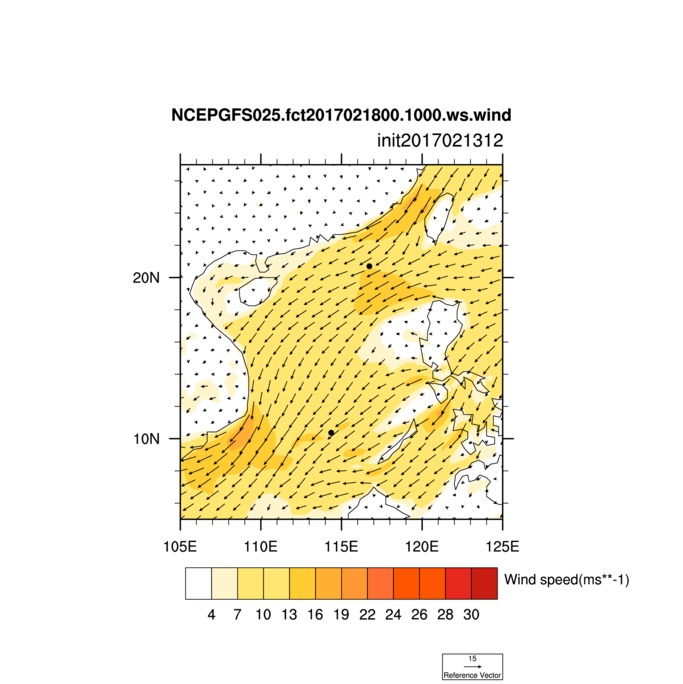 NCEPGFS025.fct2017021800.1000.ws.wind
init2017021312
20N
10N
105E 110E 115E 120E 125E
Wind speed(ms**-1)
4 7 10 13 16 19 22 24 26 28 30
15
Reference Vector